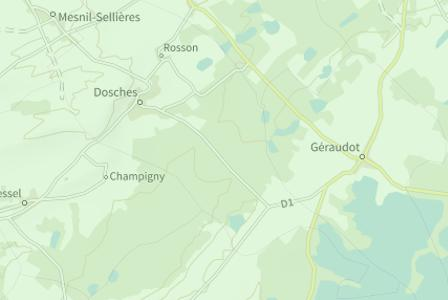 Mesnil-Sellières
Rosson
Dosches
Géraudot
Champigny
essel
D1